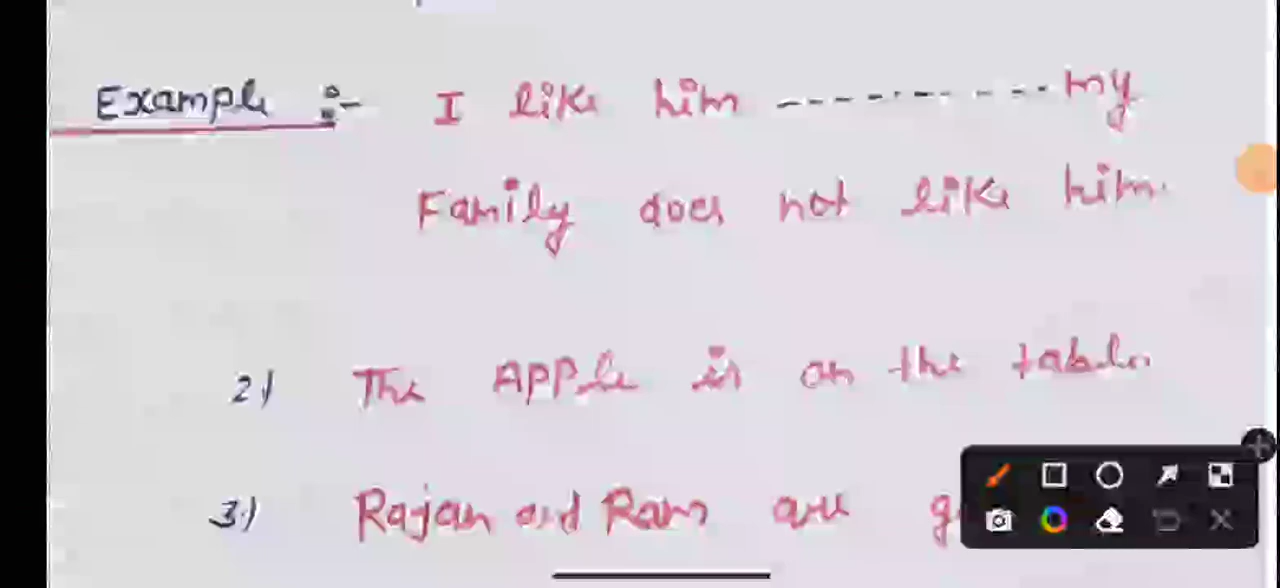 Example :- I like him ----------- my
Family does not like him.
2) The Apple is on the table.
3) Rajan and Ram are